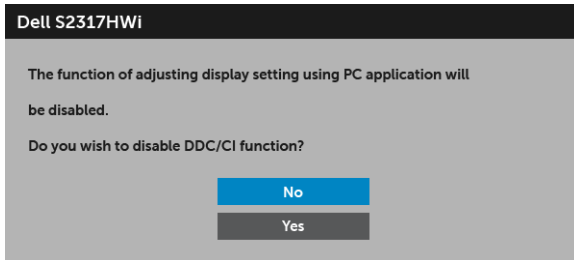 Dell S2317HWi
The function of adjusting display setting using PC application will
be disabled.
Do you wish to disable DDC/CI function?
No
Yes